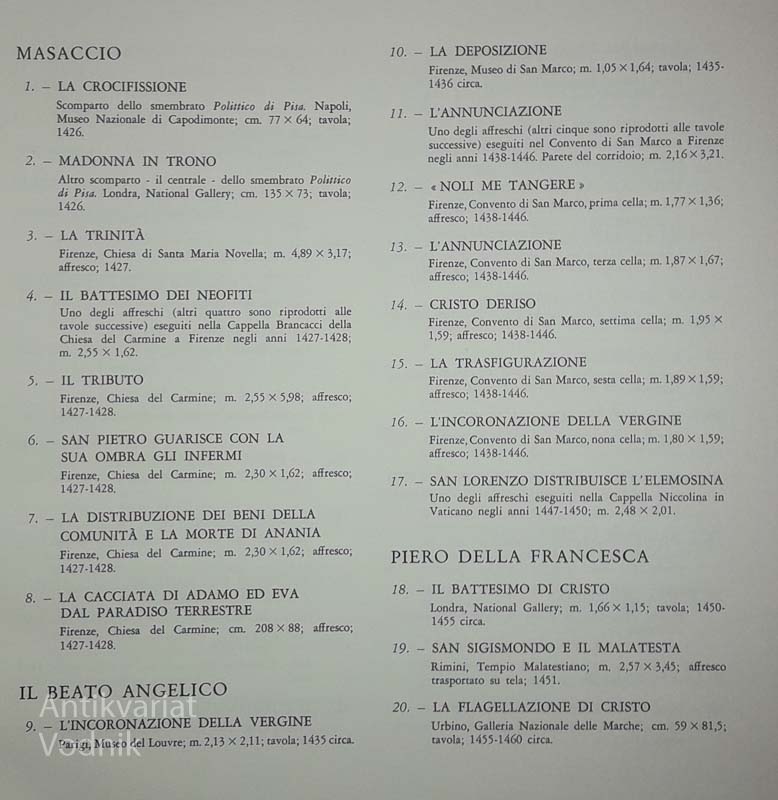 MASACCIO
1. – LA CROCIFISSIONE
Scomparto dello smembrato Polittico di Pisa. Napoli,
Museo Nazionale di Capodimonte; cm. 77 × 64; tavola;
1426.
2. – MADONNA IN TRONO
Altro scomparto - il centrale - dello smembrato Polittico
di Pisa. Londra, National Gallery; cm. 135 × 73; tavola;
1426.
3. – LA TRINITÀ
Firenze, Chiesa di Santa Maria Novella; m. 4,89 × 3,17;
affresco; 1427.
4. – IL BATTESIMO DEI NEOFITI
Uno degli affreschi (altri quattro sono riprodotti alle
tavole successive) eseguiti nella Cappella Brancacci della
Chiesa del Carmine a Firenze negli anni 1427-1428;
m. 2,55 × 1,62.
5. – IL TRIBUTO
Firenze, Chiesa del Carmine; m. 2,55 × 5,98; affresco;
1427-1428.
6. – SAN PIETRO GUARISCE CON LA
SUA OMBRA GLI INFERMI
Firenze, Chiesa del Carmine; m. 2,30 × 1,62; affresco;
1427-1428.
7. – LA DISTRIBUZIONE DEI BENI DELLA
COMUNITÀ E LA MORTE DI ANANIA
Firenze, Chiesa del Carmine; m. 2,30 × 1,62; affresco;
1427-1428.
8. – LA CACCIATA DI ADAMO ED EVA
DAL PARADISO TERRESTRE
Firenze, Chiesa del Carmine; cm. 208 × 88; affresco;
1427-1428.
IL BEATO ANGELICO
9. – L'INCORONAZIONE DELLA VERGINE
Parigi, Museo del Louvre; m. 2,13 × 2,11; tavola; 1435 circa.
10. – LA DEPOSIZIONE
Firenze, Museo di San Marco; m. 1,05 × 1,64; tavola; 1435-
1436 circa.
11. – L'ANNUNCIAZIONE
Uno degli affreschi (altri cinque sono riprodotti alle tavole
successive) eseguiti nel Convento di San Marco a Firenze
negli anni 1438-1446. Parete del corridoio; m. 2,16 × 3,21.
12. – « NOLI ME TANGERE »
Firenze, Convento di San Marco, prima cella; m. 1,77 × 1,36;
affresco; 1438-1446.
13. – L'ANNUNCIAZIONE
Firenze, Convento di San Marco, terza cella; m. 1,87 × 1,67;
affresco; 1438-1446.
14. – CRISTO DERISO
Firenze, Convento di San Marco, settima cella; m. 1,95 ×
1,59; affresco; 1438-1446.
15. – LA TRASFIGURAZIONE
Firenze, Convento di San Marco, sesta cella; m. 1,89 × 1,59;
affresco; 1438-1446.
16. – L'INCORONAZIONE DELLA VERGINE
Firenze, Convento di San Marco, nona cella; m. 1,80 × 1,59;
affresco; 1438-1446.
17. – SAN LORENZO DISTRIBUISCE L'ELEMOSINA
Uno degli affreschi eseguiti nella Cappella Niccolina in
Vaticano negli anni 1447-1450; m. 2,48 × 2,01.
PIERO DELLA FRANCESCA
18. – IL BATTESIMO DI CRISTO
Londra, National Gallery; m. 1,66 × 1,15; tavola; 1450-
1455 circa.
19. – SAN SIGISMONDO E IL MALATESTA
Rimini, Tempio Malatestiano; m. 2,57 × 3,45; affresco
trasportato su tela; 1451.
20. – LA FLAGELLAZIONE DI CRISTO
Urbino, Galleria Nazionale delle Marche; cm. 59 × 81,5;
tavola; 1455-1460 circa.
Antikvariat
Vodnik